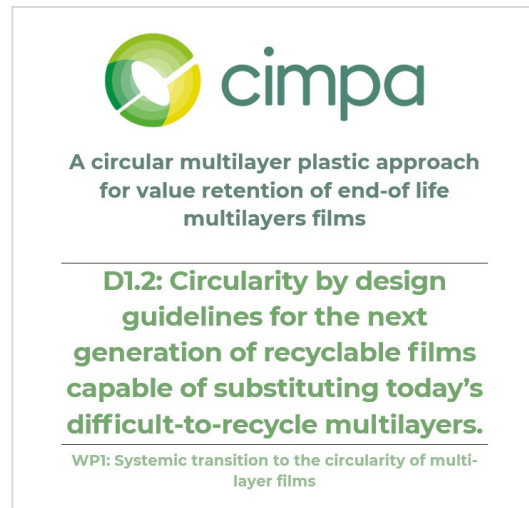 cimpa
A circular multilayer plastic approach
for value retention of end-of life
multilayers films
D1.2: Circularity by design
guidelines for the next
generation of recyclable films
capable of substituting today’s
difficult-to-recycle multilayers.
WP1: Systemic transition to the circularity of multi-
layer films